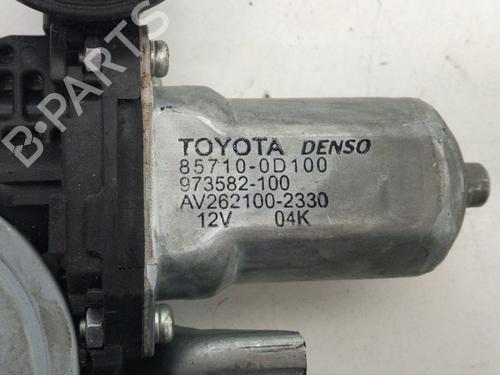 B-PARTS
TOYOTA DENSO
85710-0D100
973582-100
AV262100-2330
12V 04K